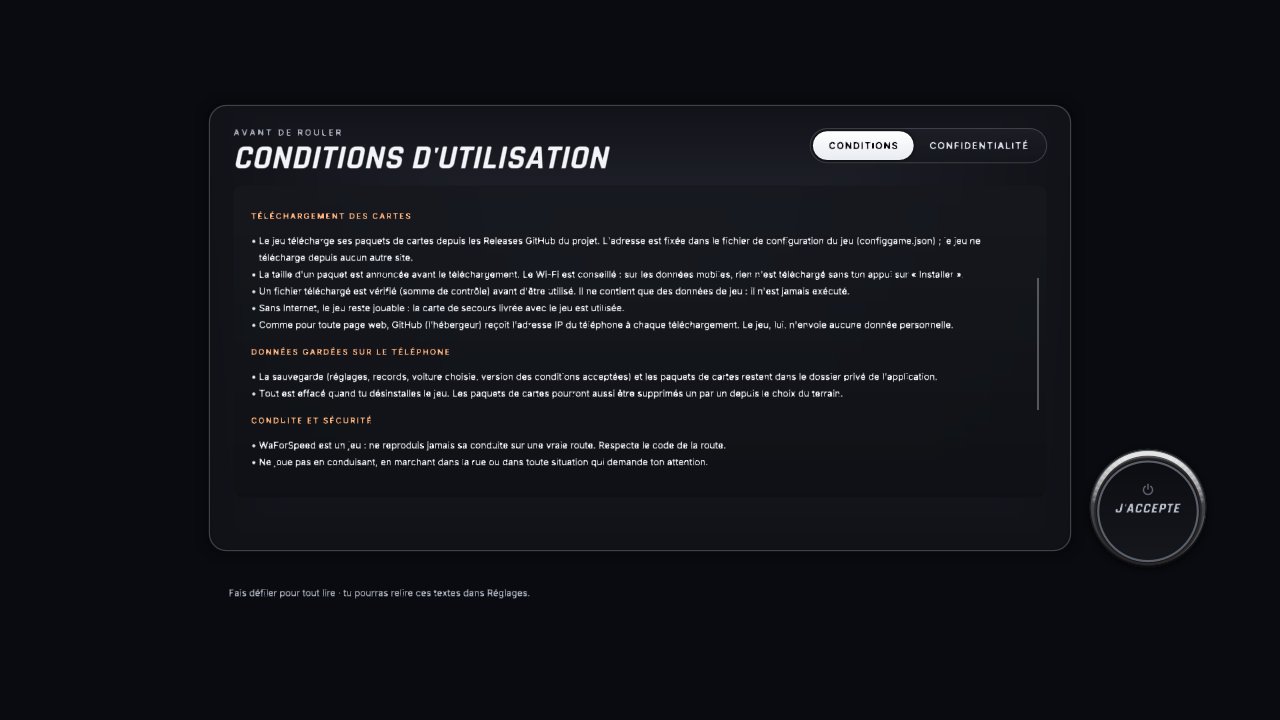 AVANT DE ROULER
CONDITIONS D'UTILISATION
CONDITIONS
CONFIDENTIALITÉ
TÉLÉCHARGEMENT DES CARTES
• Le jeu télécharge ses paquets de cartes depuis les Releases GitHub du projet. L'adresse est fixée dans le fichier de configuration du jeu (configgame.json) ; le jeu ne
télécharge depuis aucun autre site.
• La taille d'un paquet est annoncée avant le téléchargement. Le Wi-Fi est conseillé : sur les données mobiles, rien n'est téléchargé sans ton appui sur « Installer ».
• Un fichier téléchargé est vérifié (somme de contrôle) avant d'être utilisé. Il ne contient que des données de jeu : il n'est jamais exécuté.
• Sans Internet, le jeu reste jouable : la carte de secours livrée avec le jeu est utilisée.
• Comme pour toute page web, GitHub (l'hébergeur) reçoit l'adresse IP du téléphone à chaque téléchargement. Le jeu, lui, n'envoie aucune donnée personnelle.
DONNÉES GARDÉES SUR LE TÉLÉPHONE
• La sauvegarde (réglages, records, voiture choisie, version des conditions acceptées) et les paquets de cartes restent dans le dossier privé de l'application.
• Tout est effacé quand tu désinstalles le jeu. Les paquets de cartes pourront aussi être supprimés un par un depuis le choix du terrain.
CONDUITE ET SÉCURITÉ
• WaForSpeed est un jeu : ne reproduis jamais sa conduite sur une vraie route. Respecte le code de la route.
• Ne joue pas en conduisant, en marchant dans la rue ou dans toute situation qui demande ton attention.
J'ACCEPTE
Fais défiler pour tout lire · tu pourras relire ces textes dans Réglages.